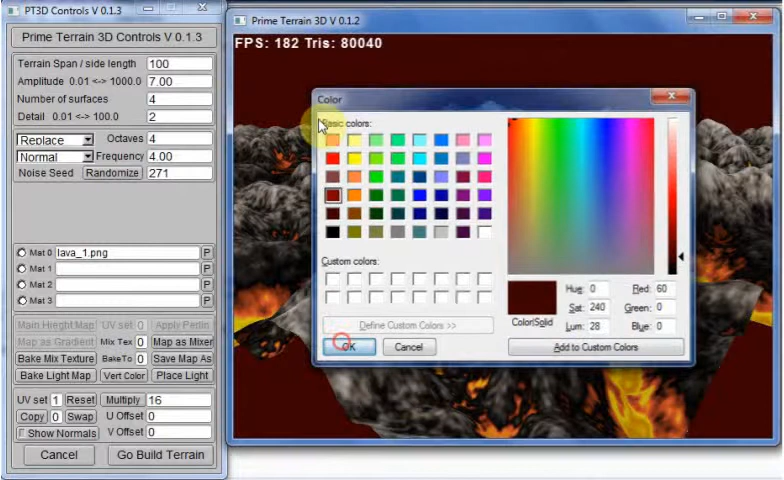 PT3D Controls V 0.1.3
Prime Terrain 3D Controls V 0.1.3
Terrain Span / side length 100
Amplitude 0.01 <-> 1000.0 7.00
Number of surfaces 4
Detail 0.01 <-> 100.0 2
Replace Octaves 4
Normal Frequency 4.00
Noise Seed Randomize 271
Mat 0 lava_1.png P
Mat 1 P
Mat 2 P
Mat 3 P
Main Hieght Map UV set 0 Apply Perlin
Map as Gradient Mix Tex 0 Map as Mixer
Bake Mix Texture BakeTo 0 Save Map As
Bake Light Map Vert Color Place Light
UV set 1 Reset Multiply 16
Copy 0 Swap U Offset 0
Show Normals V Offset 0
Cancel Go Build Terrain
Prime Terrain 3D V 0.1.2
FPS: 182 Tris: 80040
Color
Basic colors:
Custom colors:
Define Custom Colors >>
OK Cancel
Color|Solid
Hue: 0 Red: 60
Sat: 240 Green: 0
Lum: 28 Blue: 0
Add to Custom Colors